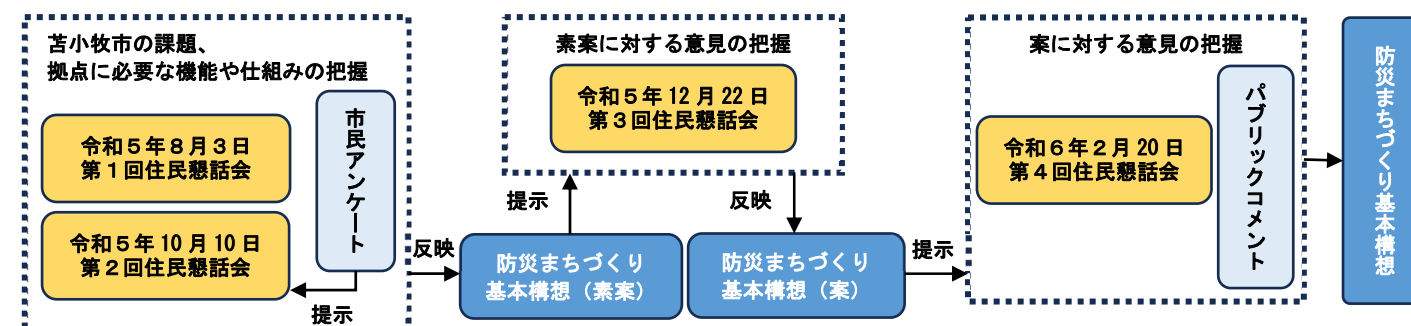 苫小牧市の課題、
拠点に必要な機能や仕組みの把握
令和５年８月３日
第１回住民懇話会
令和５年10月10日
第２回住民懇話会
市民アンケート
提示
反映
防災まちづくり
基本構想（素案）
提示
素案に対する意見の把握
令和５年12月22日
第３回住民懇話会
反映
防災まちづくり
基本構想（案）
提示
案に対する意見の把握
令和６年２月20日
第４回住民懇話会
パブリックコメント
防災まちづくり基本構想